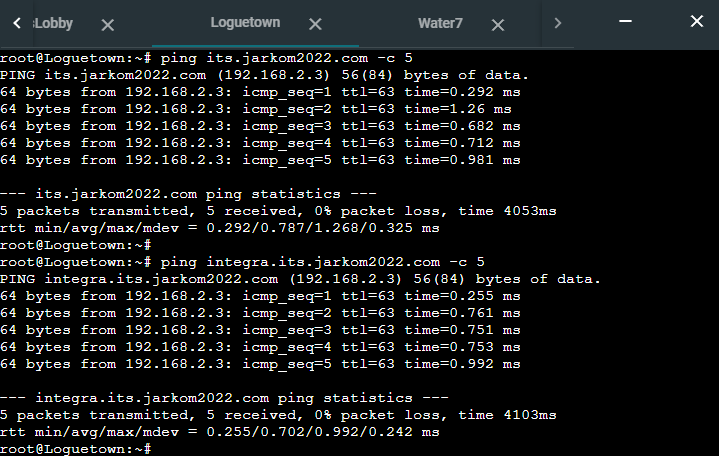 sLobby
Loguetown
Water7
root@Loguetown:~# ping its.jarkom2022.com -c 5
PING its.jarkom2022.com (192.168.2.3) 56(84) bytes of data.
64 bytes from 192.168.2.3: icmp_seq=1 ttl=63 time=0.292 ms
64 bytes from 192.168.2.3: icmp_seq=2 ttl=63 time=1.26 ms
64 bytes from 192.168.2.3: icmp_seq=3 ttl=63 time=0.682 ms
64 bytes from 192.168.2.3: icmp_seq=4 ttl=63 time=0.712 ms
64 bytes from 192.168.2.3: icmp_seq=5 ttl=63 time=0.981 ms
--- its.jarkom2022.com ping statistics ---
5 packets transmitted, 5 received, 0% packet loss, time 4053ms
rtt min/avg/max/mdev = 0.292/0.787/1.268/0.325 ms
root@Loguetown:~#
root@Loguetown:~# ping integra.its.jarkom2022.com -c 5
PING integra.its.jarkom2022.com (192.168.2.3) 56(84) bytes of data.
64 bytes from 192.168.2.3: icmp_seq=1 ttl=63 time=0.255 ms
64 bytes from 192.168.2.3: icmp_seq=2 ttl=63 time=0.761 ms
64 bytes from 192.168.2.3: icmp_seq=3 ttl=63 time=0.751 ms
64 bytes from 192.168.2.3: icmp_seq=4 ttl=63 time=0.753 ms
64 bytes from 192.168.2.3: icmp_seq=5 ttl=63 time=0.992 ms
--- integra.its.jarkom2022.com ping statistics ---
5 packets transmitted, 5 received, 0% packet loss, time 4103ms
rtt min/avg/max/mdev = 0.255/0.702/0.992/0.242 ms
root@Loguetown:~#